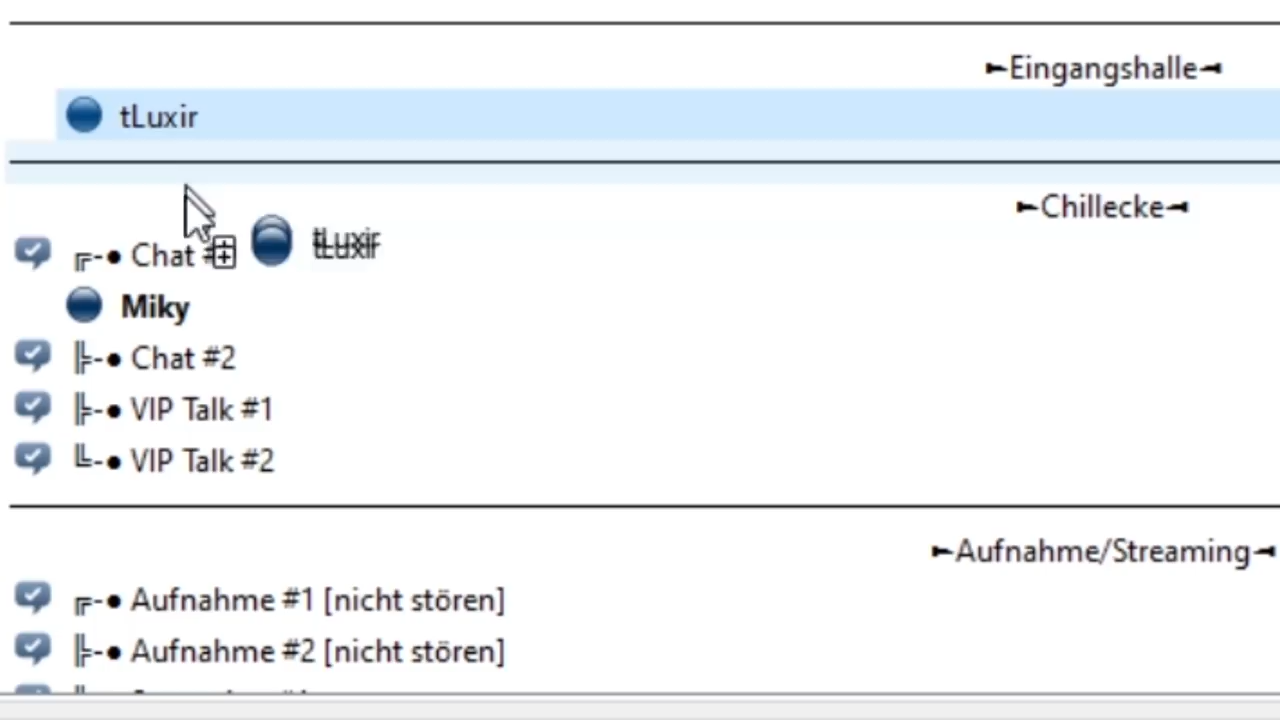 ►Eingangshalle◄
tLuxir
►Chillecke◄
╔-● Chat #
tLuxir
Miky
╠-● Chat #2
╠-● VIP Talk #1
╚-● VIP Talk #2
►Aufnahme/Streaming◄
╔-● Aufnahme #1 [nicht stören]
╠-● Aufnahme #2 [nicht stören]